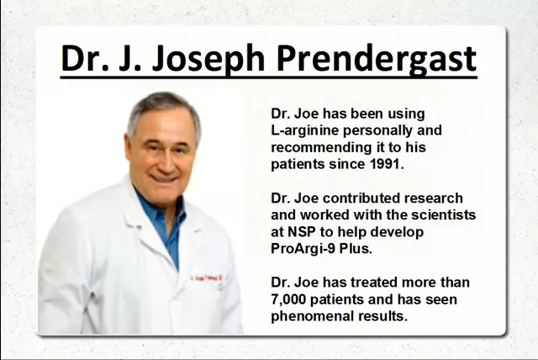 Dr. J. Joseph Prendergast
Dr. Joe has been using
L-arginine personally and
recommending it to his
patients since 1991.
Dr. Joe contributed research
and worked with the scientists
at NSP to help develop
ProArgi-9 Plus.
Dr. Joe has treated more than
7,000 patients and has seen
phenomenal results.